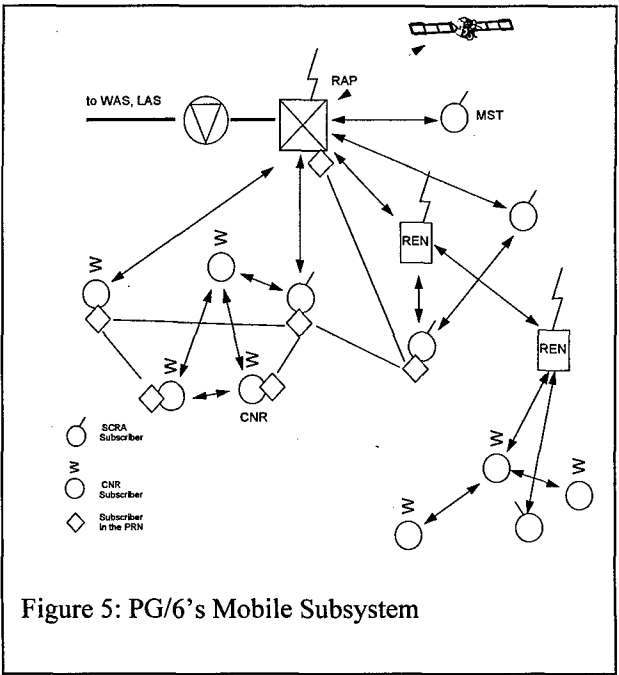 RAP
to WAS, LAS
MST
REN
W
W
REN
W
W
CNR
SCRA
Subscriber
W
CNR
Subscriber
Subscriber
in the PRN
W
W
W
Figure 5: PG/6's Mobile Subsystem